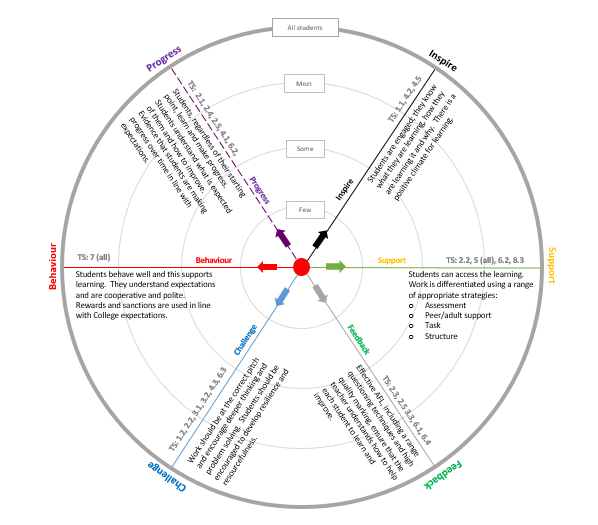 All students
Most
Some
Few
Progress
TS: 2.1, 2.4, 2.5, 4.1, 6.2
Students, regardless of their starting
point, learn and make progress.
Students understand what is expected
of them and how to improve.
Evidence that students are making
progress over time in line with
expectations.
Progress
Inspire
TS: 1.1, 4.2, 4.5
Students are engaged; they know
what they are learning, how they
are learning it and why. There is a
positive climate for learning.
Inspire
Behaviour
TS: 7 (all)
Behaviour
Students behave well and this supports
learning. They understand expectations
and are cooperative and polite.
Rewards and sanctions are used in line
with College expectations.
Support
TS: 2.2, 5 (all), 6.2, 8.3
Support
Students can access the learning.
Work is differentiated using a range
of appropriate strategies:
o Assessment
o Peer/adult support
o Task
o Structure
Challenge
TS: 1.2, 2.2, 3.1, 3.2, 4.3, 6.3
Work should be at the correct pitch
and encourage deeper thinking and
problem solving. Students should be
encouraged to develop resilience and
resourcefulness.
Challenge
Feedback
TS: 2.3, 2.5 3.3, 6.1, 6.4
Effective AFL, including a range
questioning techniques and high
quality marking, ensure that the
teacher understands how to help
each student to learn and
improve.
Feedback